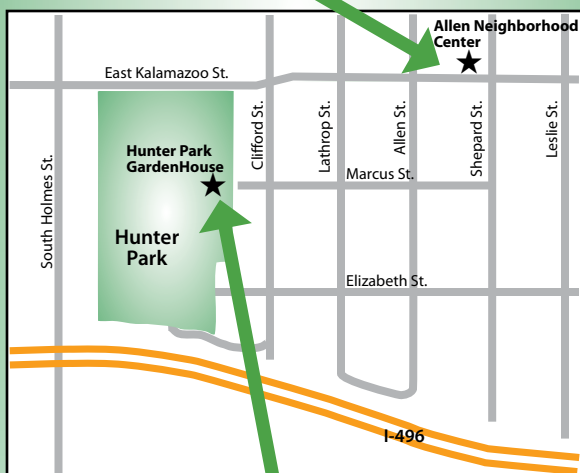 Allen Neighborhood
Center
East Kalamazoo St.
South Holmes St.
Clifford St.
Lathrop St.
Allen St.
Shepard St.
Leslie St.
Hunter Park
GardenHouse
Marcus St.
Hunter
Park
Elizabeth St.
I-496